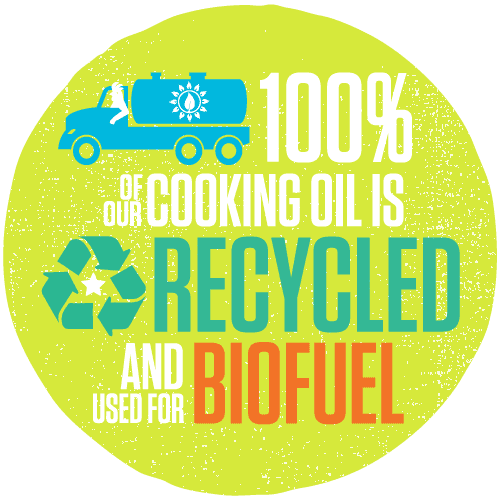 100%
OF OUR COOKING OIL IS
RECYCLED
AND
USED FOR BIOFUEL